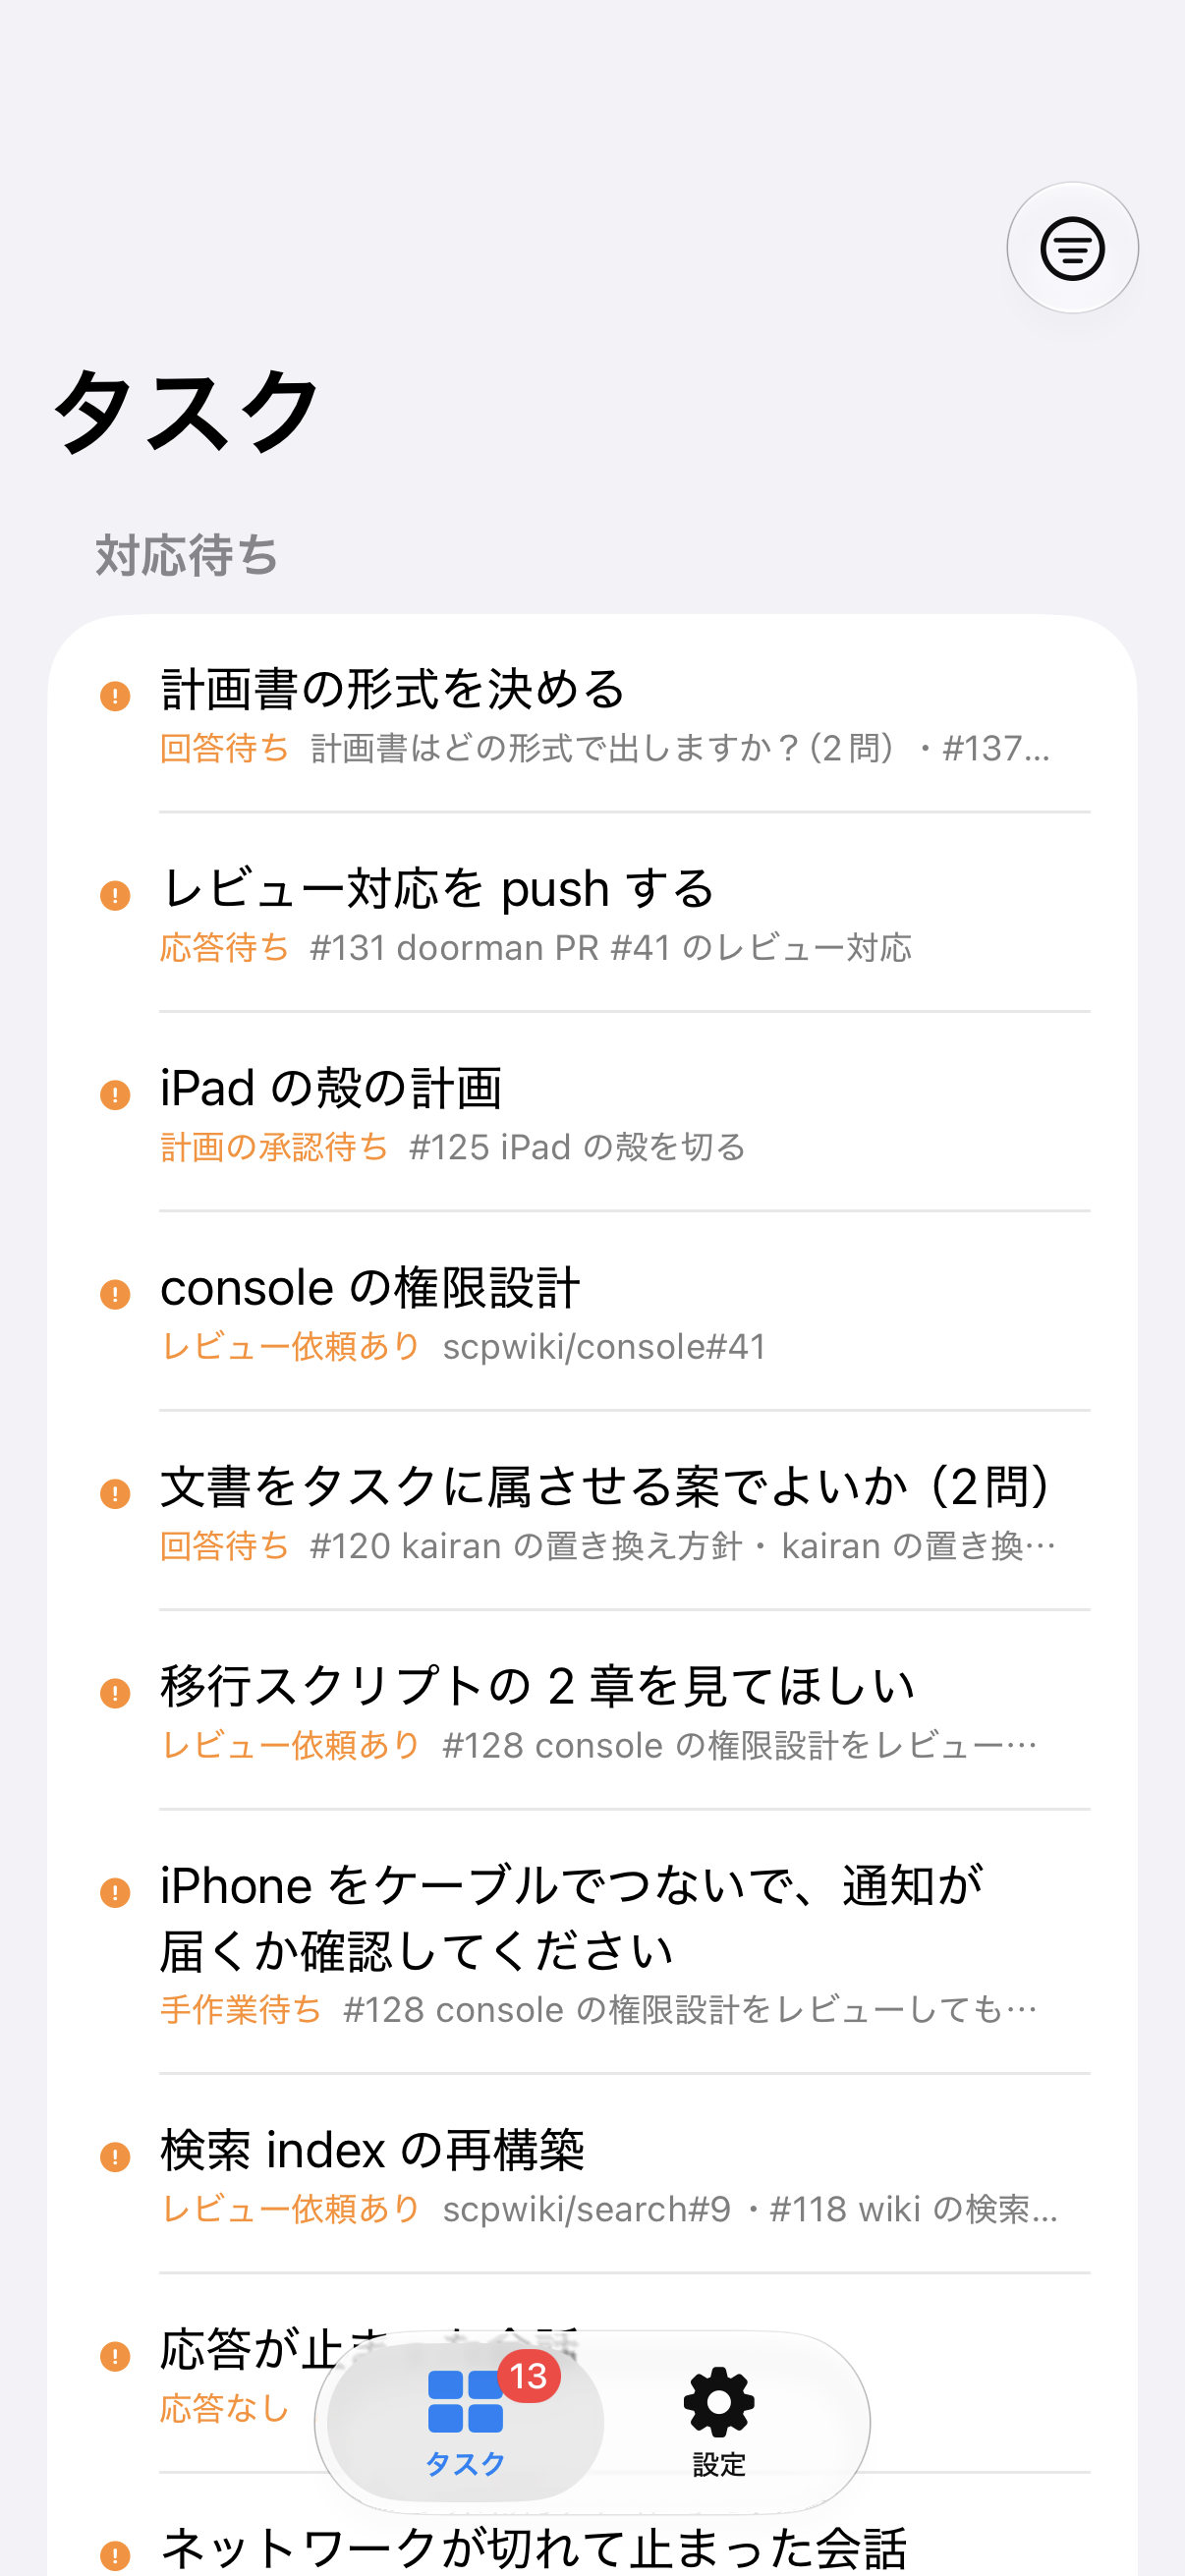 タスク
対応待ち
計画書の形式を決める
回答待ち 計画書はどの形式で出しますか？（2問）・#137...
レビュー対応を push する
応答待ち #131 doorman PR #41 のレビュー対応
iPad の殻の計画
計画の承認待ち #125 iPad の殻を切る
console の権限設計
レビュー依頼あり scpwiki/console#41
文書をタスクに属させる案でよいか（2問）
回答待ち #120 kairan の置き換え方針・kairan の置き換…
移行スクリプトの 2 章を見てほしい
レビュー依頼あり #128 console の権限設計をレビュー…
iPhone をケーブルでつないで、通知が
届くか確認してください
手作業待ち #128 console の権限設計をレビューしても…
検索 index の再構築
レビュー依頼あり scpwiki/search#9・#118 wiki の検索...
応答が止
応答なし
13
タスク
設定
ネットワークが切れて止まった会話